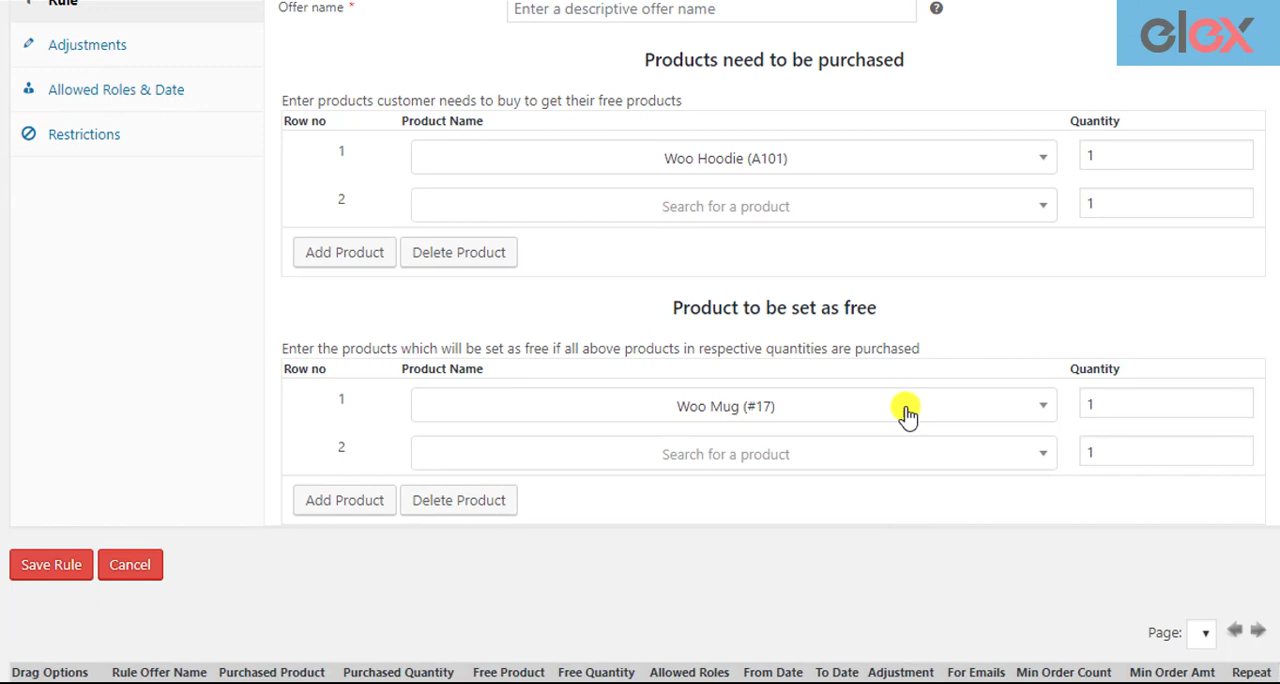 Rule
Offer name *
Enter a descriptive offer name
elex
Adjustments
Allowed Roles & Date
Restrictions
Products need to be purchased
Enter products customer needs to buy to get their free products
Row no Product Name Quantity
1 Woo Hoodie (A101) 1
2 Search for a product 1
Add Product Delete Product
Product to be set as free
Enter the products which will be set as free if all above products in respective quantities are purchased
Row no Product Name Quantity
1 Woo Mug (#17) 1
2 Search for a product 1
Add Product Delete Product
Save Rule Cancel
Page:
Drag Options Rule Offer Name Purchased Product Purchased Quantity Free Product Free Quantity Allowed Roles From Date To Date Adjustment For Emails Min Order Count Min Order Amt Repeat